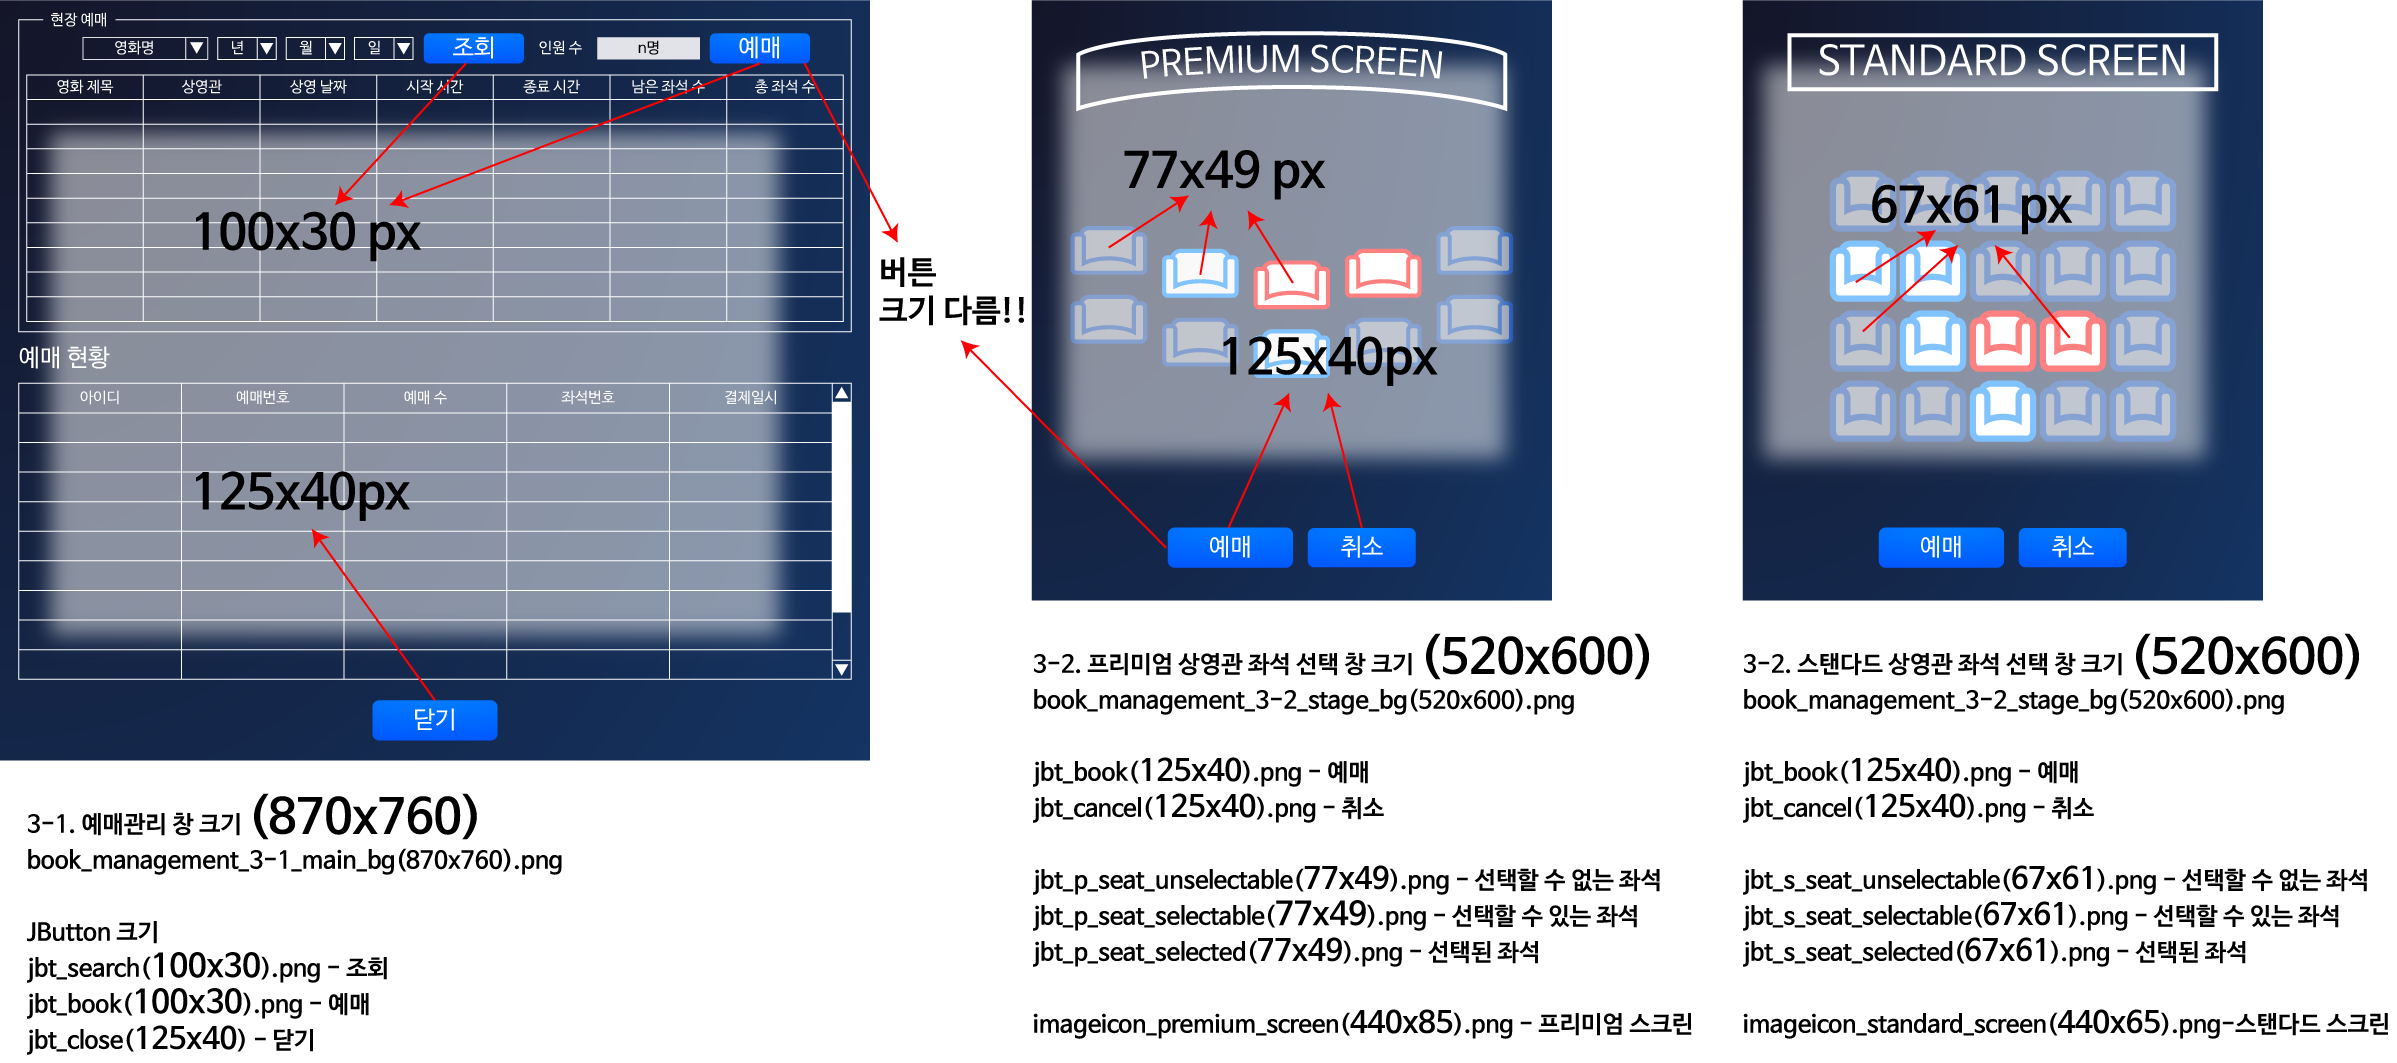 현장 예매
영화명 년 월 일 조회 인원 수 n명 예매
영화 제목 상영관 상영 날짜 시작 시간 종료 시간 남은 좌석 수 총 좌석 수
100x30 px
예매 현황
아이디 예매번호 예매 수 좌석번호 결제일시
125x40px
닫기
버튼
크기 다름!!
3-1. 예매관리 창 크기 (870x760)
book_management_3-1_main_bg(870x760).png
JButton 크기
jbt_search(100x30).png - 조회
jbt_book(100x30).png - 예매
jbt_close(125x40) - 닫기
PREMIUM SCREEN
77x49 px
125x40px
예매 취소
3-2. 프리미엄 상영관 좌석 선택 창 크기 (520x600)
book_management_3-2_stage_bg(520x600).png
jbt_book(125x40).png - 예매
jbt_cancel(125x40).png - 취소
jbt_p_seat_unselectable(77x49).png - 선택할 수 없는 좌석
jbt_p_seat_selectable(77x49).png - 선택할 수 있는 좌석
jbt_p_seat_selected(77x49).png - 선택된 좌석
imageicon_premium_screen(440x85).png - 프리미엄 스크린
STANDARD SCREEN
67x61 px
예매 취소
3-2. 스탠다드 상영관 좌석 선택 창 크기 (520x600)
book_management_3-2_stage_bg(520x600).png
jbt_book(125x40).png - 예매
jbt_cancel(125x40).png - 취소
jbt_s_seat_unselectable(67x61).png - 선택할 수 없는 좌석
jbt_s_seat_selectable(67x61).png - 선택할 수 있는 좌석
jbt_s_seat_selected(67x61).png - 선택된 좌석
imageicon_standard_screen(440x65).png-스탠다드 스크린